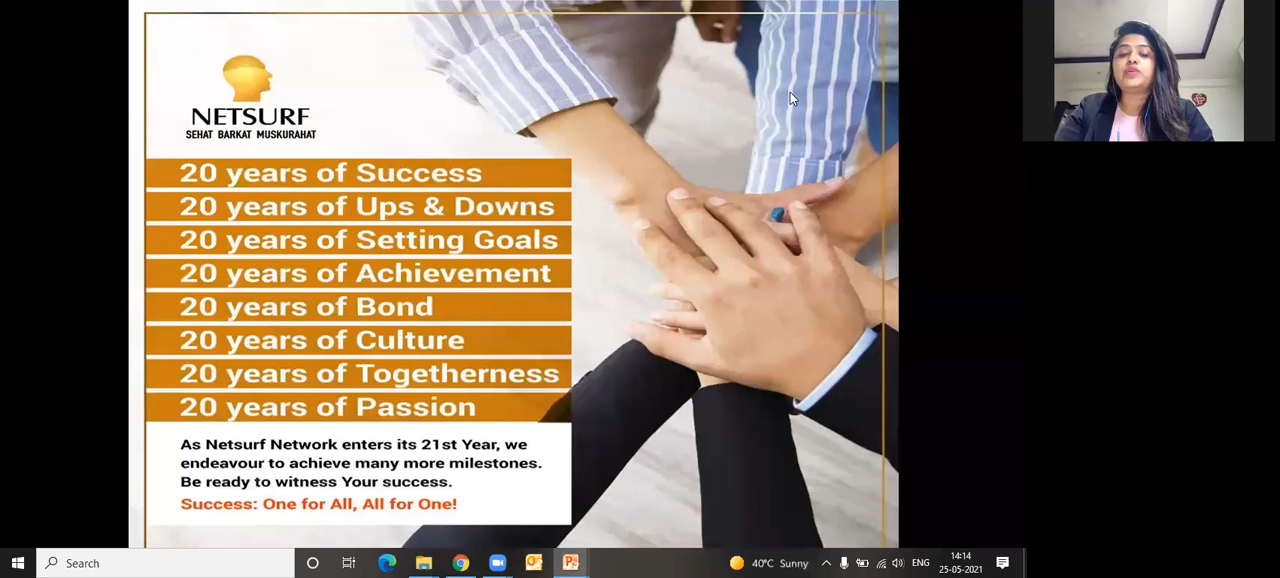 NETSURF
SEHAT BARKAT MUSKURAHAT
20 years of Success
20 years of Ups & Downs
20 years of Setting Goals
20 years of Achievement
20 years of Bond
20 years of Culture
20 years of Togetherness
20 years of Passion
As Netsurf Network enters its 21st Year, we
endeavour to achieve many more milestones.
Be ready to witness Your success.
Success: One for All, All for One!
Search
40°C Sunny
ENG
14:14
25-05-2021